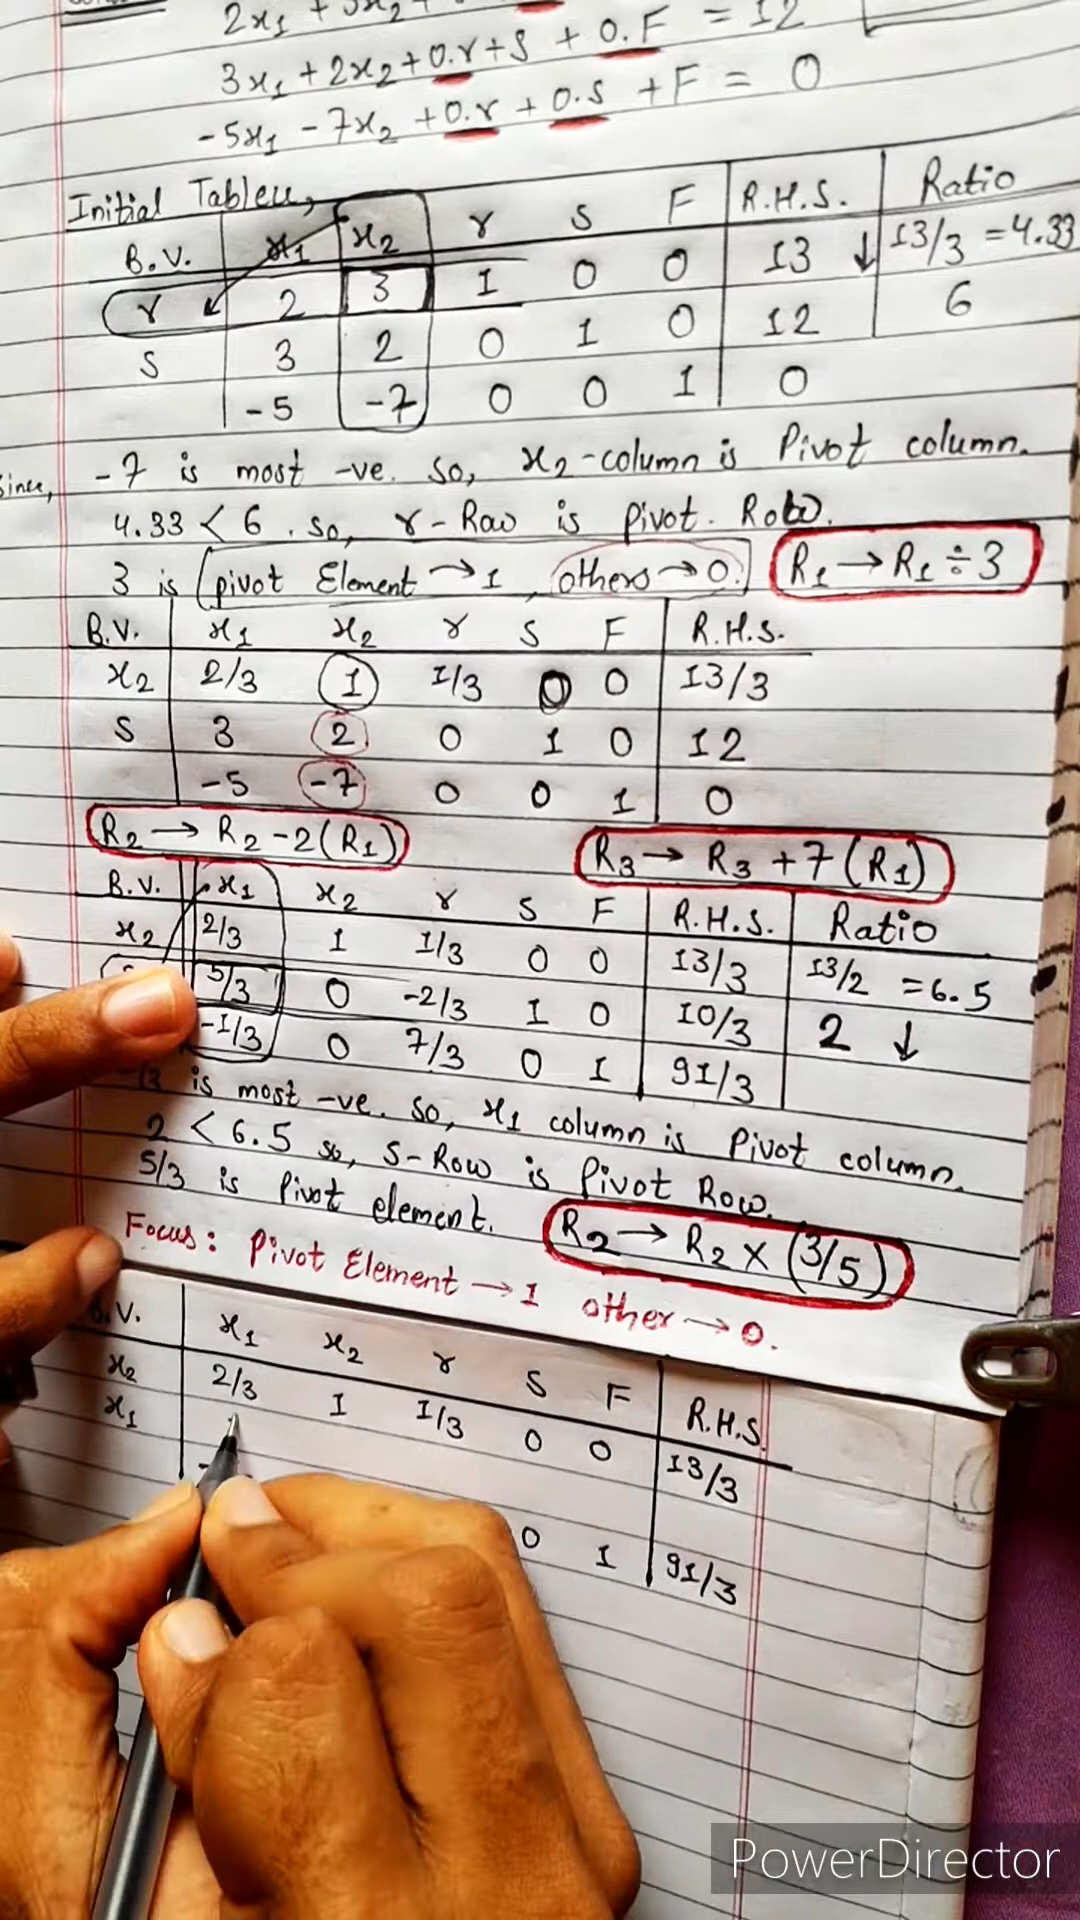 2x₁ + 3x₂ + = 12
3x₁ + 2x₂ + 0.r + S + 0.F
-5x₁ - 7x₂ + 0.r + 0.s + F = 0
Initial Tableu,
B.V. x₁ x₂ r S F R.H.S. Ratio
r 2 3 1 0 0 13 ↓ 13/3 = 4.33
S 3 2 0 1 0 12 6
-5 -7 0 0 1 0
Since, -7 is most -ve. so, x₂-column is Pivot column.
4.33 < 6 . so, r-Row is pivot Row.
3 is pivot Element → 1, others → 0. R₁ → R₁ ÷ 3
B.V. x₁ x₂ r S F R.H.S.
x₂ 2/3 1 1/3 0 0 13/3
S 3 2 0 1 0 12
-5 -7 0 0 1 0
R₂ → R₂ - 2(R₁) R₃ → R₃ + 7(R₁)
B.V. x₁ x₂ r S F R.H.S. Ratio
x₂ 2/3 1 1/3 0 0 13/3 13/2 = 6.5
5/3 0 -2/3 1 0 10/3 2 ↓
-1/3 0 7/3 0 1 91/3
is most -ve. so, x₁ column is Pivot column.
2 < 6.5 so, S-Row is Pivot Row.
5/3 is Pivot element. R₂ → R₂ × (3/5)
Focus: Pivot Element → 1 other → 0.
.V. x₁ x₂ r S F R.H.S.
x₂ 2/3 1 1/3 0 0 13/3
x₁
- 0 1 91/3
PowerDirector